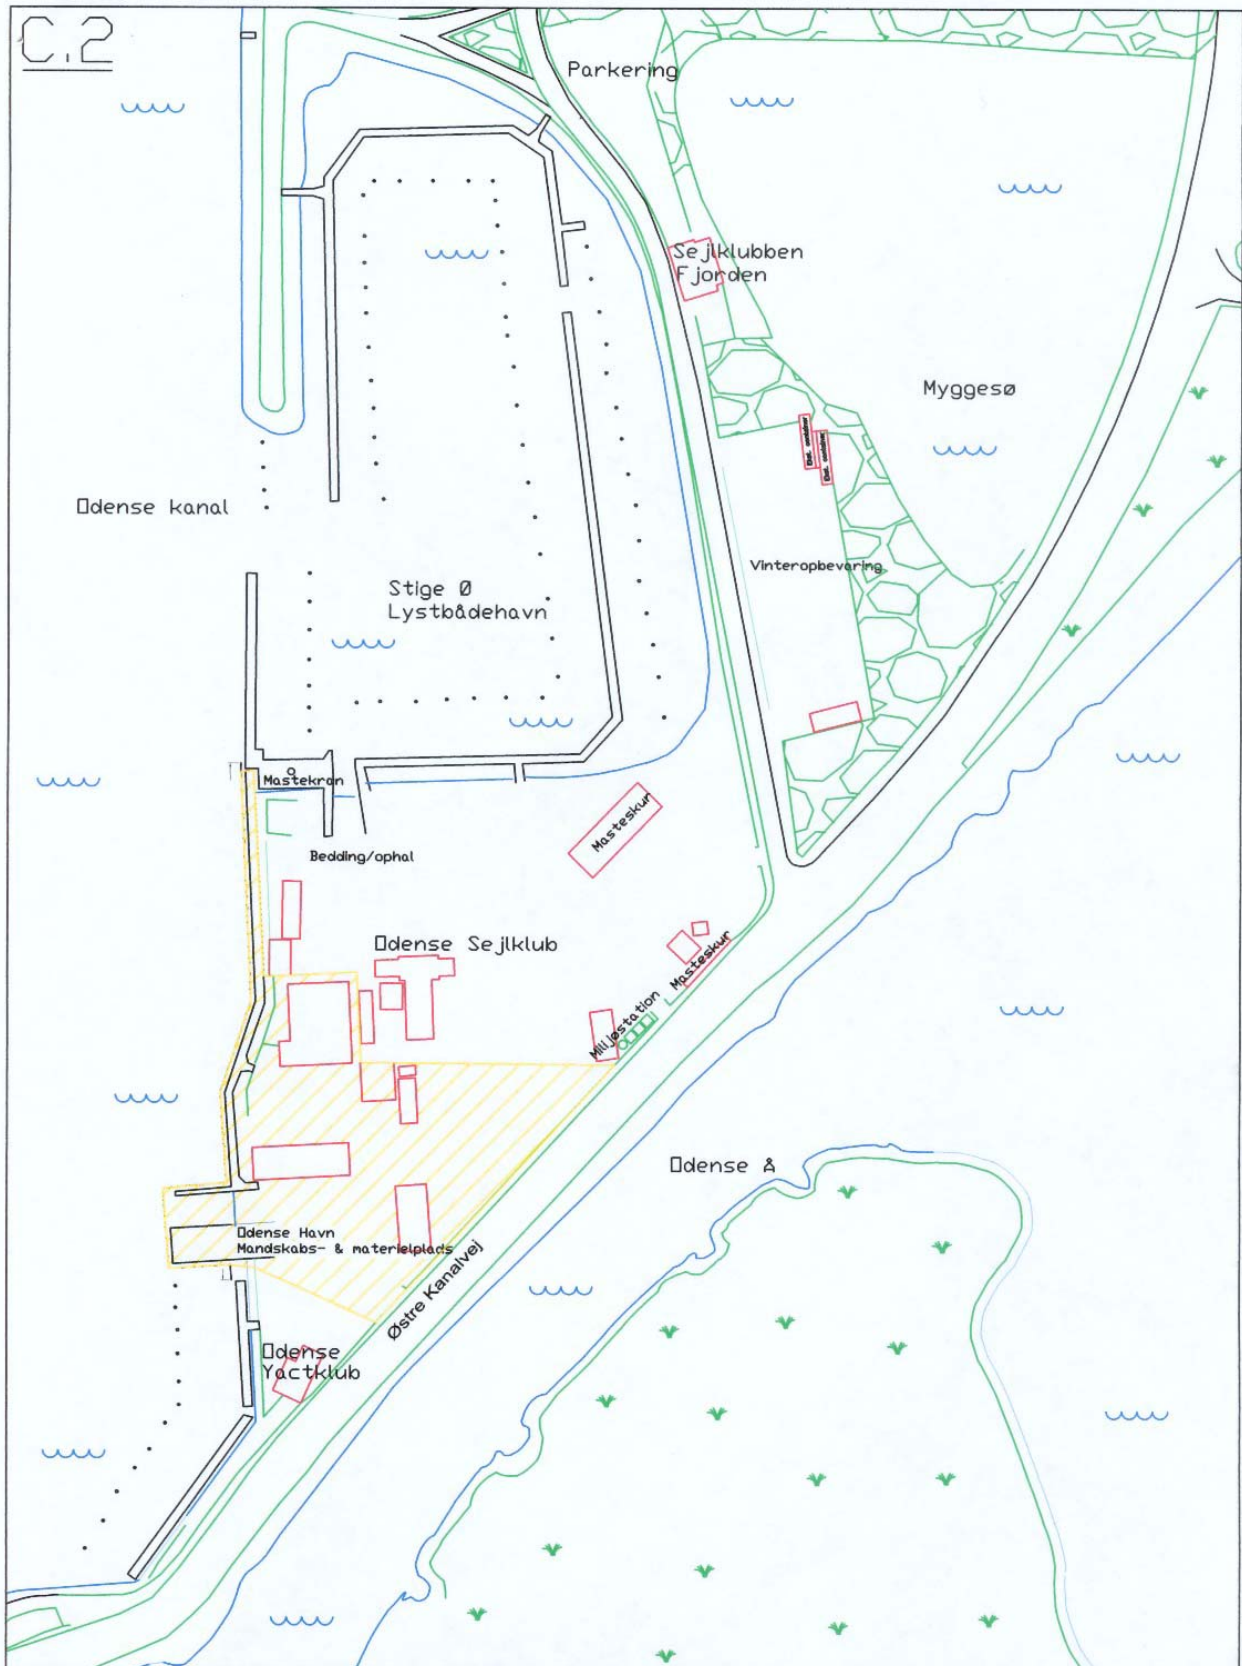 C.2
Parkering
Sejlklubben
Fjorden
Myggesø
Odense kanal
Vinteropbevaring
Stige Ø
Lystbådehavn
Mastekran
Masteskur
Bedding/ophal
Odense Sejlklub
Masteskur
Miljøstation
Odense Å
Odense Havn
Mandskabs- & materielplads
Østre Kanalvej
Odense
Yactklub